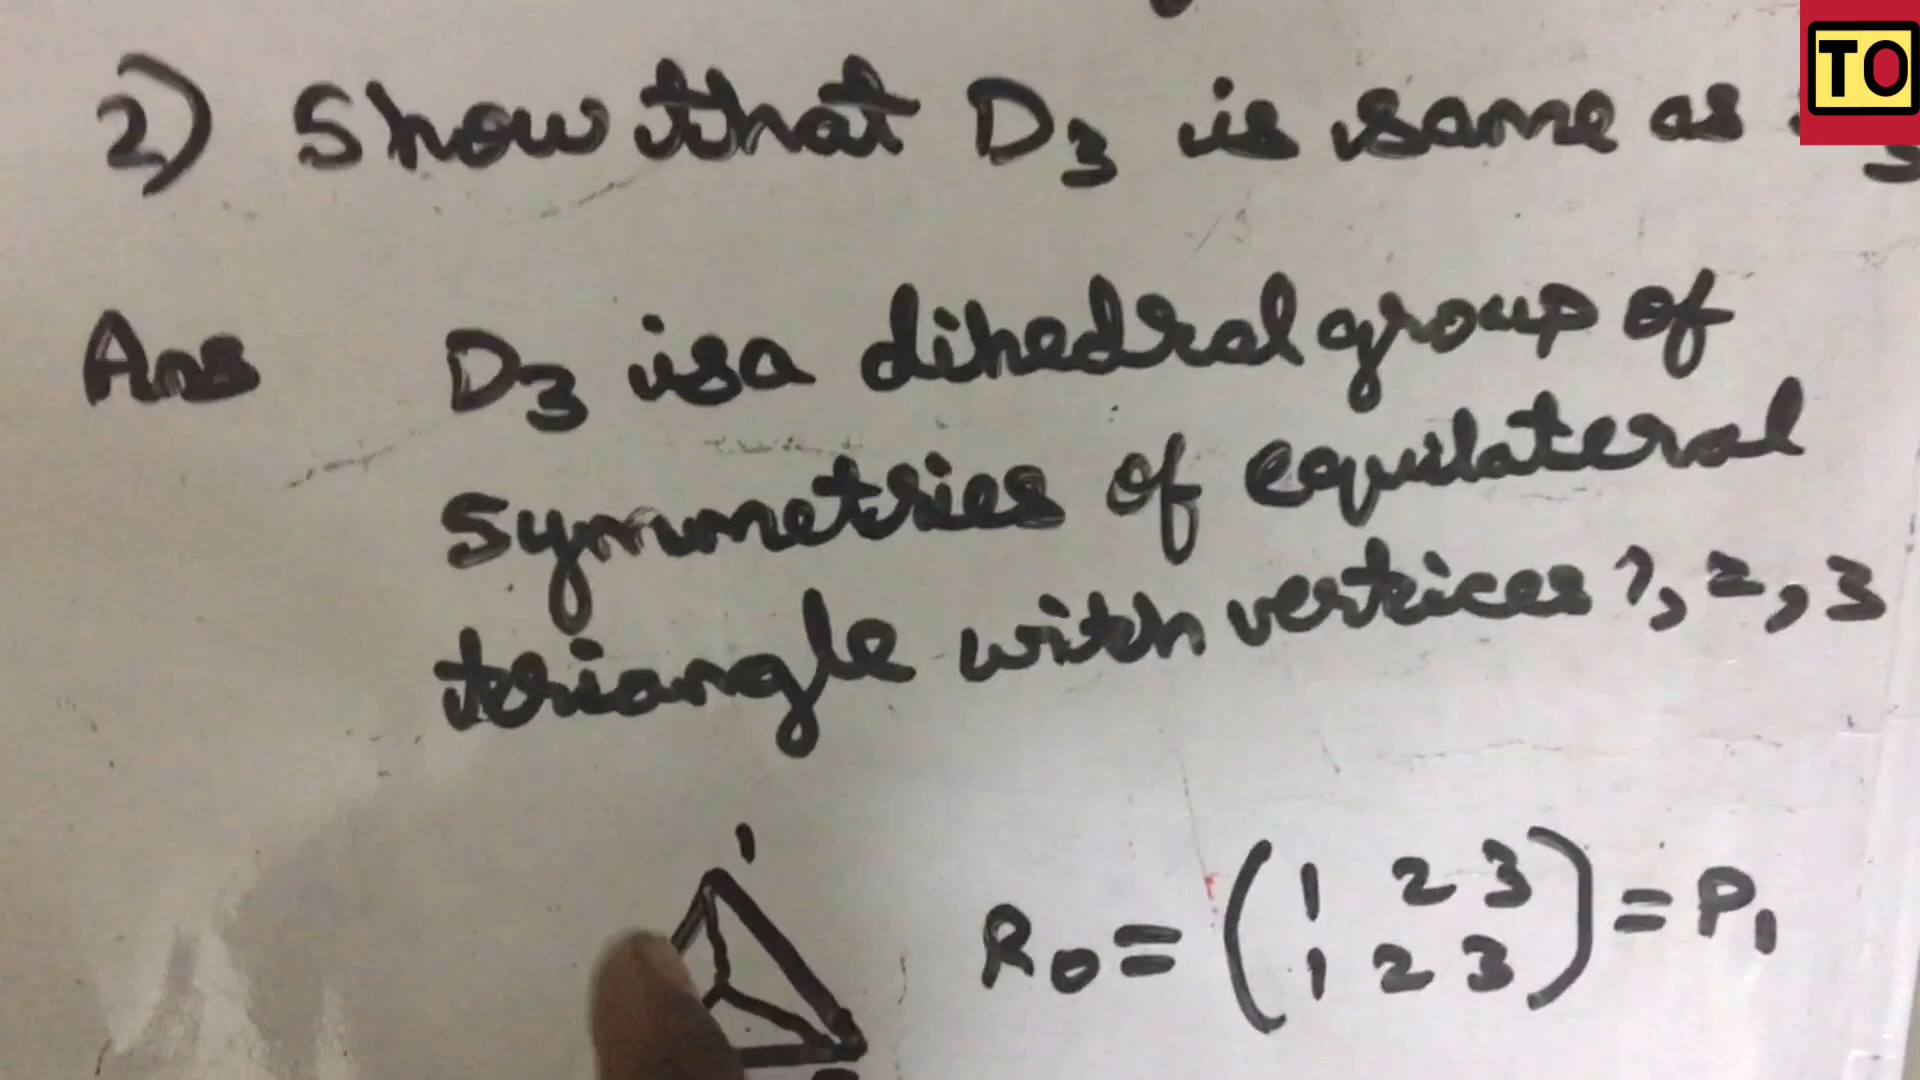 TO
2) Show that D3 is same as
Ans D3 is a dihedral group of
symmetries of equilateral
triangle with vertices 1, 2, 3
1
R0 = ( 1 2 3 ) = P1
1 2 3